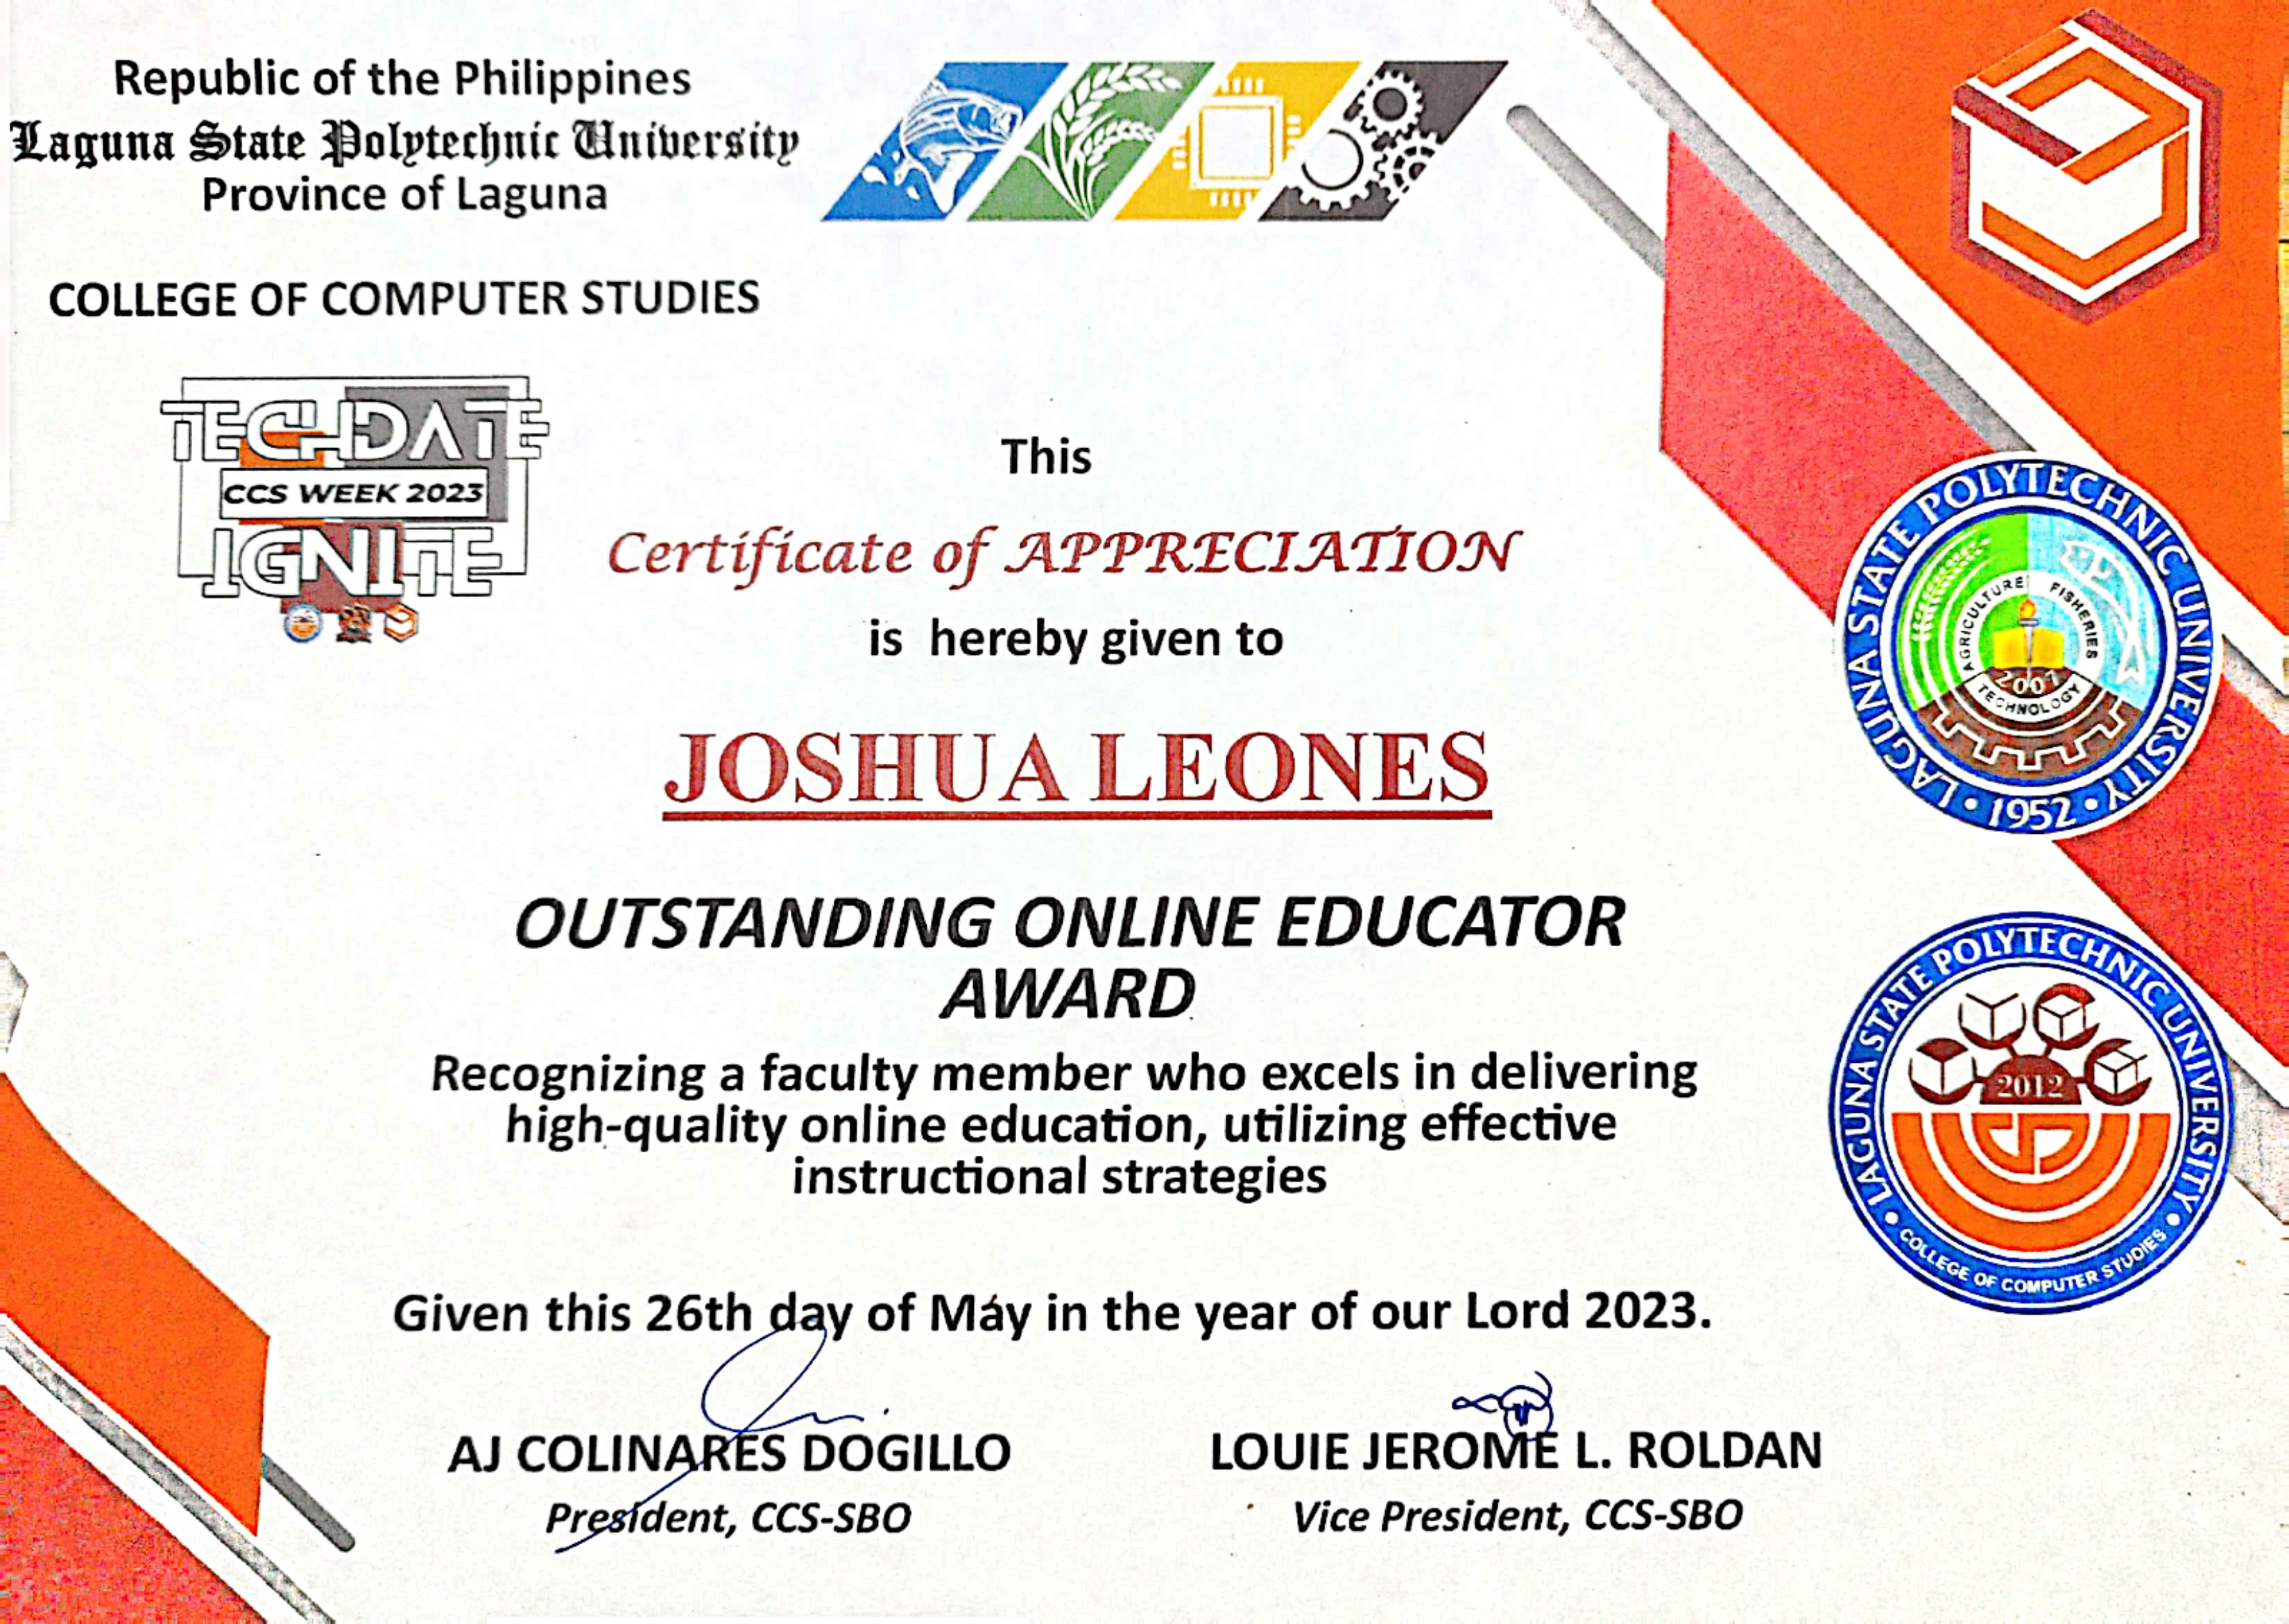 Republic of the Philippines
Laguna State Polytechnic University
Province of Laguna
COLLEGE OF COMPUTER STUDIES
TECHDATE
CCS WEEK 2023
IGNITE
This
Certificate of APPRECIATION
is hereby given to
JOSHUA LEONES
OUTSTANDING ONLINE EDUCATOR
AWARD
Recognizing a faculty member who excels in delivering
high-quality online education, utilizing effective
instructional strategies
Given this 26th day of May in the year of our Lord 2023.
AJ COLINARES DOGILLO
President, CCS-SBO
LOUIE JEROME L. ROLDAN
Vice President, CCS-SBO
LAGUNA STATE POLYTECHNIC UNIVERSITY
AGRICULTURE FISHERIES
2007
TECHNOLOGY
• 1952 •
LAGUNA STATE POLYTECHNIC UNIVERSITY
2012
• COLLEGE OF COMPUTER STUDIES •